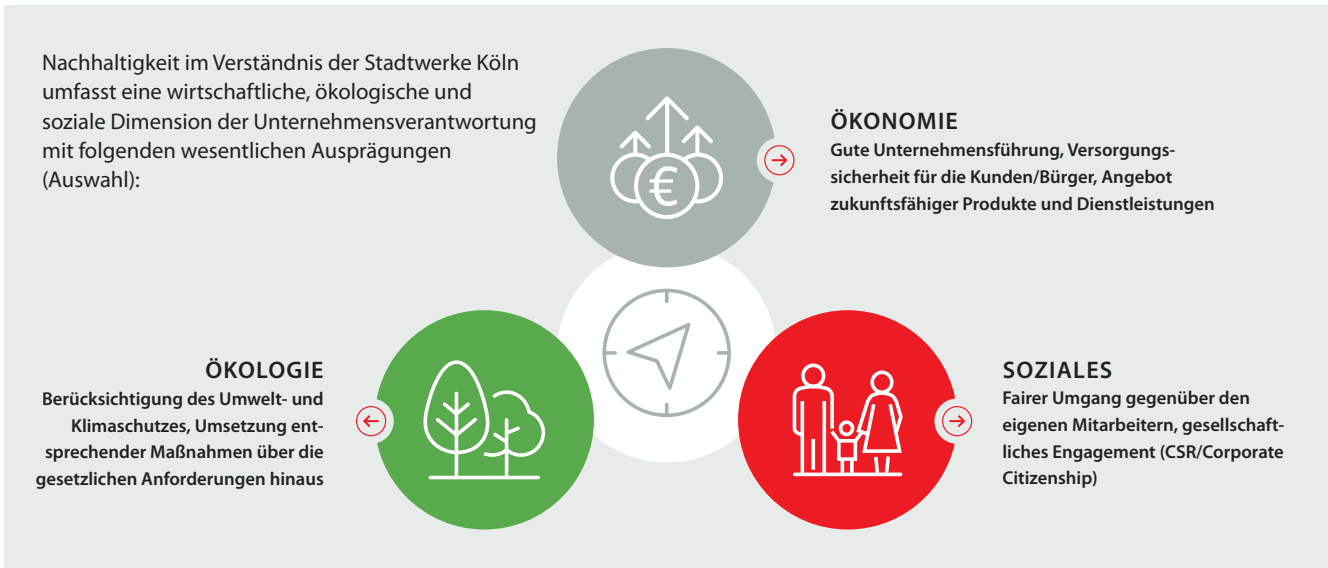 Nachhaltigkeit im Verständnis der Stadtwerke Köln
umfasst eine wirtschaftliche, ökologische und
soziale Dimension der Unternehmensverantwortung
mit folgenden wesentlichen Ausprägungen
(Auswahl):
€
ÖKONOMIE
Gute Unternehmensführung, Versorgungs-
sicherheit für die Kunden/Bürger, Angebot
zukunftsfähiger Produkte und Dienstleistungen
ÖKOLOGIE
Berücksichtigung des Umwelt- und
Klimaschutzes, Umsetzung ent-
sprechender Maßnahmen über die
gesetzlichen Anforderungen hinaus
SOZIALES
Fairer Umgang gegenüber den
eigenen Mitarbeitern, gesellschaft-
liches Engagement (CSR/Corporate
Citizenship)